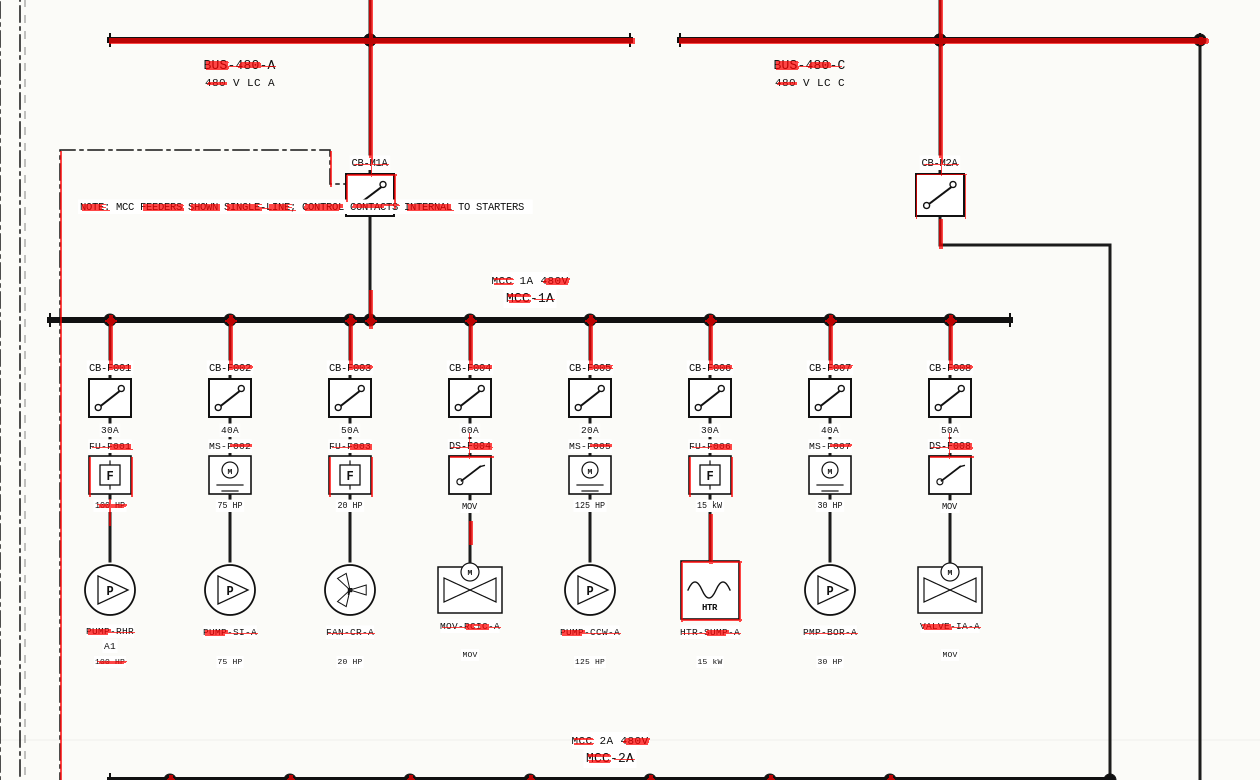 BUS-480-A
480 V LC A
BUS-480-C
480 V LC C
CB-M1A
CB-M2A
NOTE: MCC FEEDERS SHOWN SINGLE-LINE; CONTROL CONTACTS INTERNAL TO STARTERS
MCC 1A 480V
MCC-1A
CB-F001 CB-F002 CB-F003 CB-F004 CB-F005 CB-F006 CB-F007 CB-F008
30A 40A 50A 60A 20A 30A 40A 50A
FU-F001 MS-F002 FU-F003 DS-F004 MS-F005 FU-F006 MS-F007 DS-F008
F M F M F M
100 HP 75 HP 20 HP MOV 125 HP 15 kW 30 HP MOV
M M
P P P P
HTR
PUMP-RHR PUMP-SI-A FAN-CR-A MOV-RCIC-A PUMP-CCW-A HTR-SUMP-A PMP-BOR-A VALVE-IA-A
A1
MOV MOV
100 HP 75 HP 20 HP 125 HP 15 kW 30 HP
MCC 2A 480V
MCC-2A